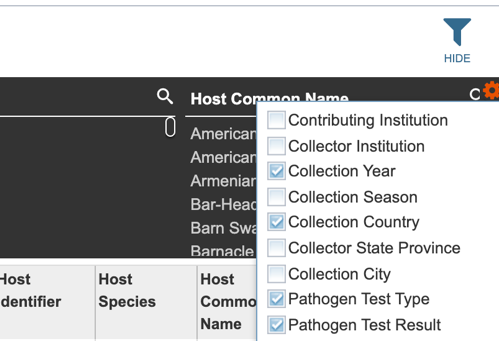 HIDE
Host Common Name
American
American
Armenian
Bar-Head
Barn Swa
Barnacle
Contributing Institution
Collector Institution
Collection Year
Collection Season
Collection Country
Collector State Province
Collection City
Pathogen Test Type
Pathogen Test Result
Host
Identifier
Host
Species
Host
Commo
Name